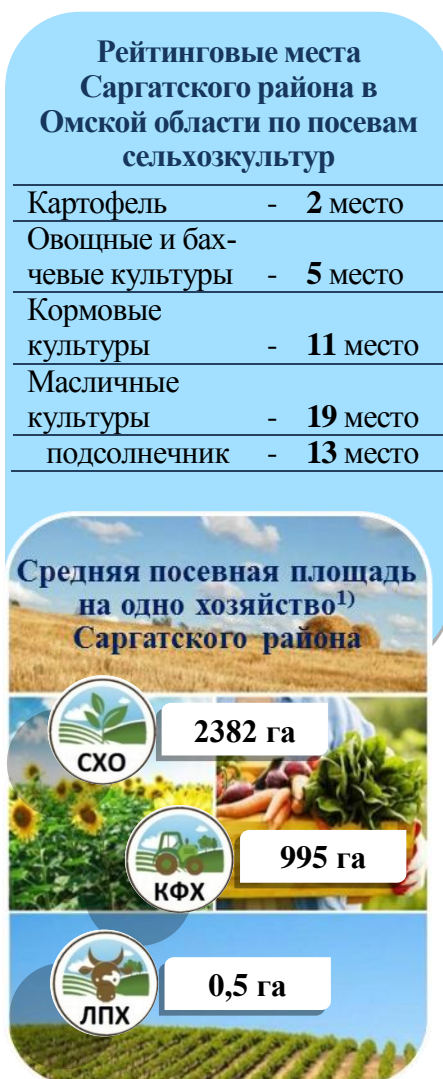 Рейтинговые места
Саргатского района в
Омской области по посевам
сельхозкультур
Картофель - 2 место
Овощные и бах-
чевые культуры - 5 место
Кормовые
культуры - 11 место
Масличные
культуры - 19 место
подсолнечник - 13 место
Средняя посевная площадь
на одно хозяйство¹⁾
Саргатского района
СХО 2382 га
КФХ 995 га
ЛПХ 0,5 га